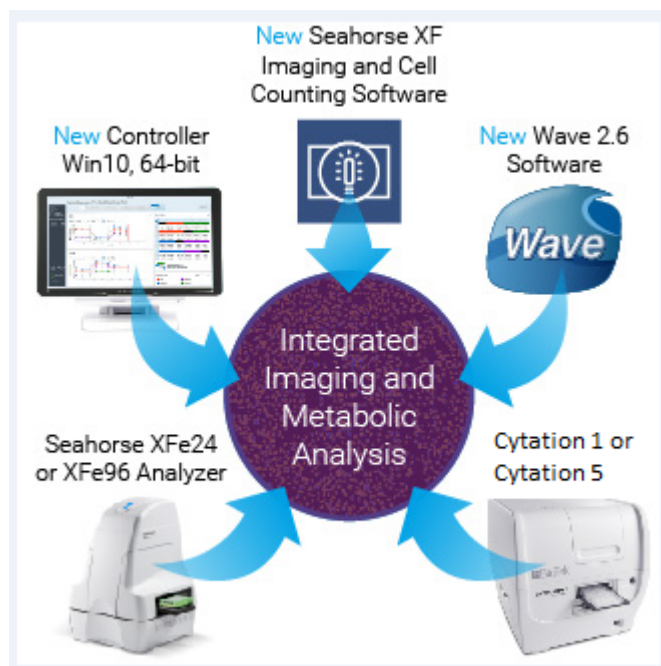 New Seahorse XF
Imaging and Cell
Counting Software
New Controller
Win10, 64-bit
New Wave 2.6
Software
Wave
Integrated
Imaging and
Metabolic
Analysis
Seahorse XFe24
or XFe96 Analyzer
Cytation 1 or
Cytation 5